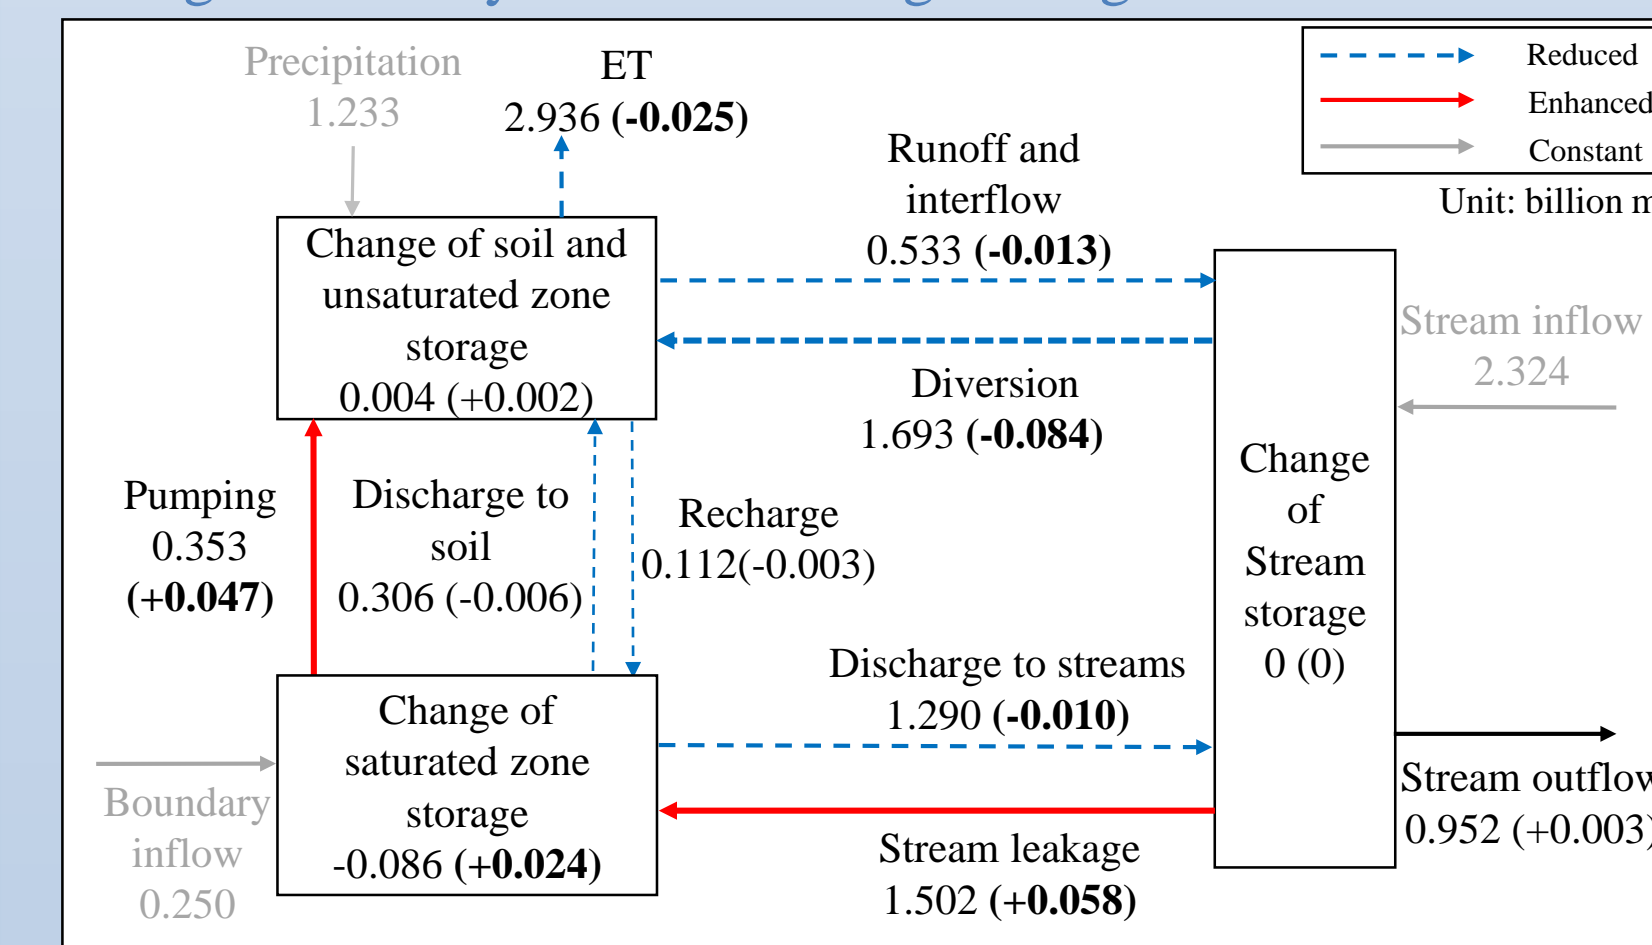 Precipitation
1.233
ET
2.936 (-0.025)
Reduced
Enhanced
Constant
Unit: billion m
Runoff and
interflow
0.533 (-0.013)
Change of soil and
unsaturated zone
storage
0.004 (+0.002)
Diversion
1.693 (-0.084)
Stream inflow
2.324
Change
of
Stream
storage
0 (0)
Pumping
0.353
(+0.047)
Discharge to
soil
0.306 (-0.006)
Recharge
0.112(-0.003)
Discharge to streams
1.290 (-0.010)
Change of
saturated zone
storage
-0.086 (+0.024)
Boundary
inflow
0.250
Stream leakage
1.502 (+0.058)
Stream outflow
0.952 (+0.003)